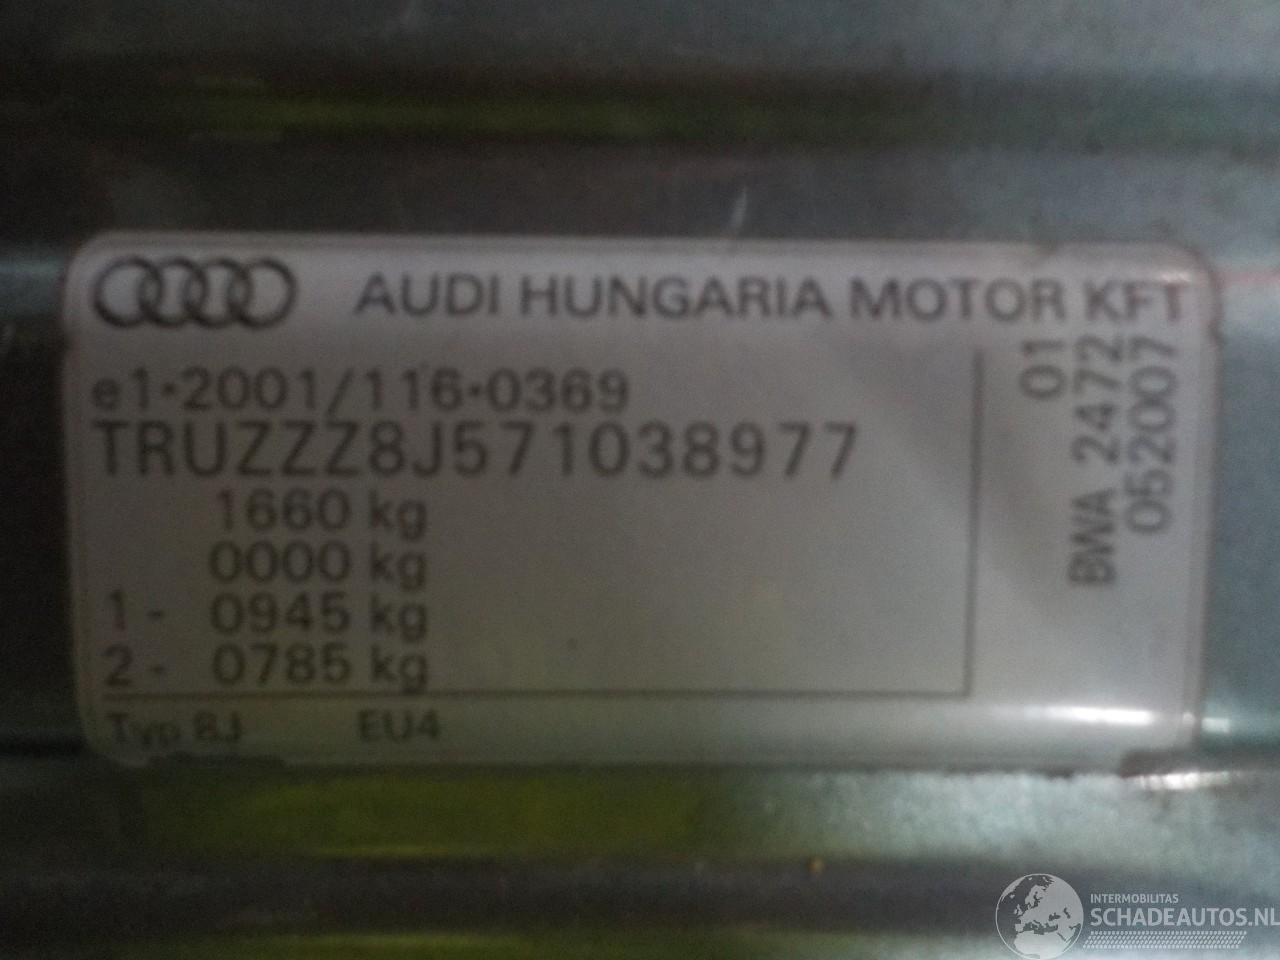 AUDI HUNGARIA MOTOR KFT
e1*2001/116*0369
TRUZZZ8J571038977
1660 kg
0000 kg
1- 0945 kg
2- 0785 kg
Typ 8J EU4
01
BWA 2472
052007
INTERMOBILITAS
SCHADEAUTOS.NL